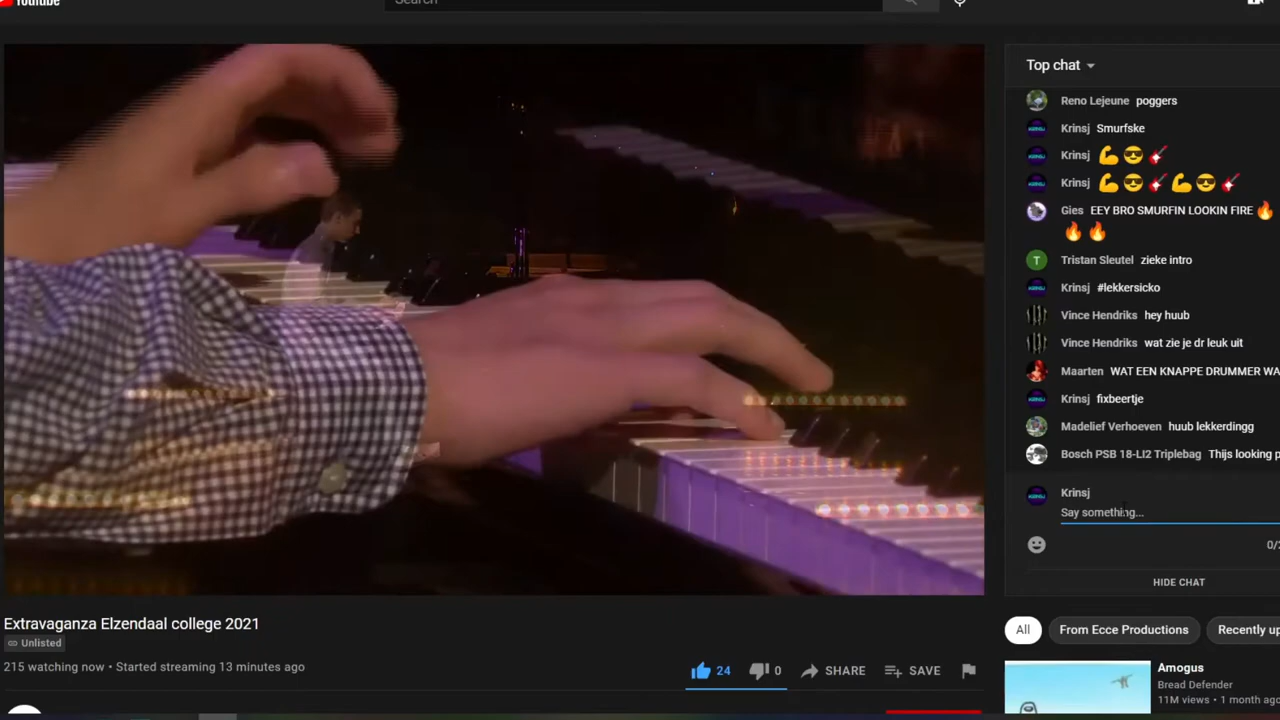 YouTube
Search
Top chat
Reno Lejeune poggers
Krinsj Smurfske
Krinsj 💪😎🎸
Krinsj 💪😎🎸💪😎🎸
Gies EEY BRO SMURFIN LOOKIN FIRE 🔥
🔥🔥
T Tristan Sleutel zieke intro
Krinsj #lekkersicko
Vince Hendriks hey huub
Vince Hendriks wat zie je dr leuk uit
Maarten WAT EEN KNAPPE DRUMMER WA
Krinsj fixbeertje
Madelief Verhoeven huub lekkerdingg
Bosch PSB 18-LI2 Triplebag Thijs looking p
Krinsj
Say something...
0/2
HIDE CHAT
Extravaganza Elzendaal college 2021
Unlisted
215 watching now • Started streaming 13 minutes ago
24 0 SHARE SAVE
All From Ecce Productions Recently up
Amogus
Bread Defender
11M views • 1 month ago